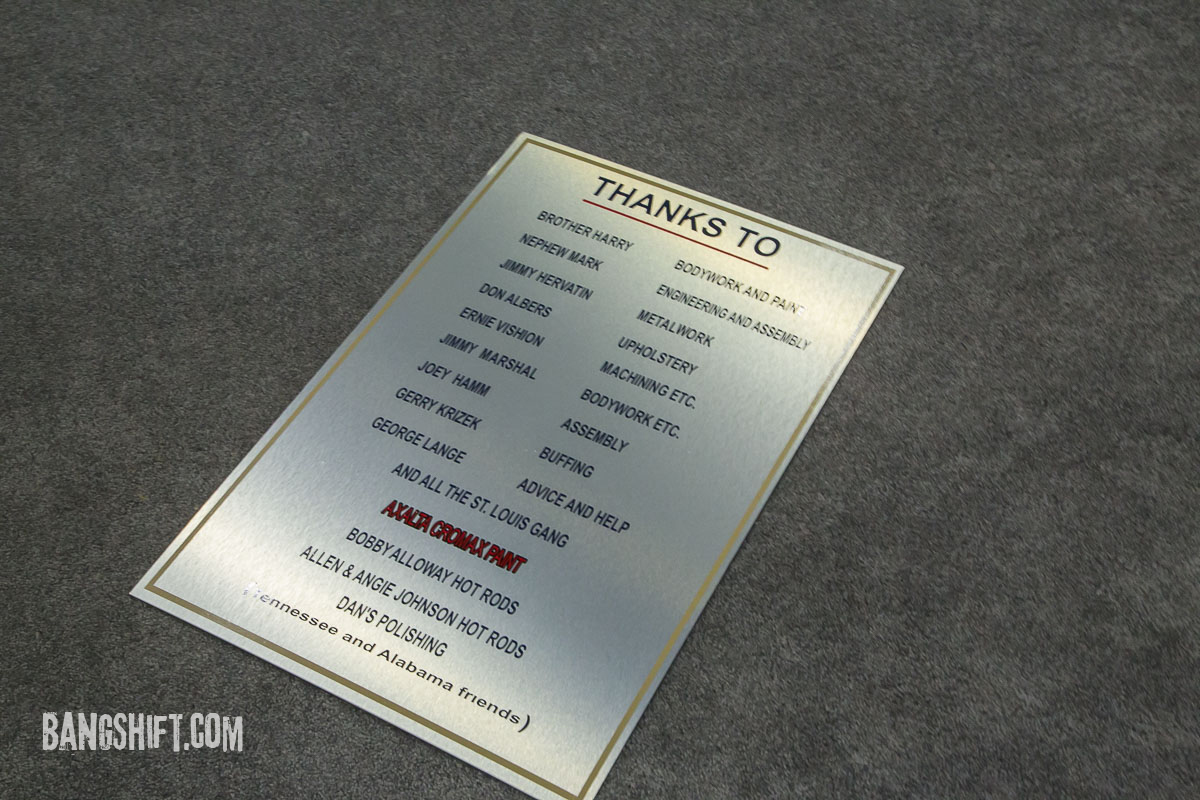 THANKS TO
BROTHER HARRY BODYWORK AND PAINT
NEPHEW MARK ENGINEERING AND ASSEMBLY
JIMMY HERVATIN METALWORK
DON ALBERS UPHOLSTERY
ERNIE VISHION MACHINING ETC.
JIMMY MARSHAL BODYWORK ETC.
JOEY HAMM ASSEMBLY
GERRY KRIZEK BUFFING
GEORGE LANGE ADVICE AND HELP
AND ALL THE ST. LOUIS GANG
AXALTA CROMAX PAINT
BOBBY ALLOWAY HOT RODS
ALLEN & ANGIE JOHNSON HOT RODS
DAN'S POLISHING
(Tennessee and Alabama friends)
BANGSHIFT.COM